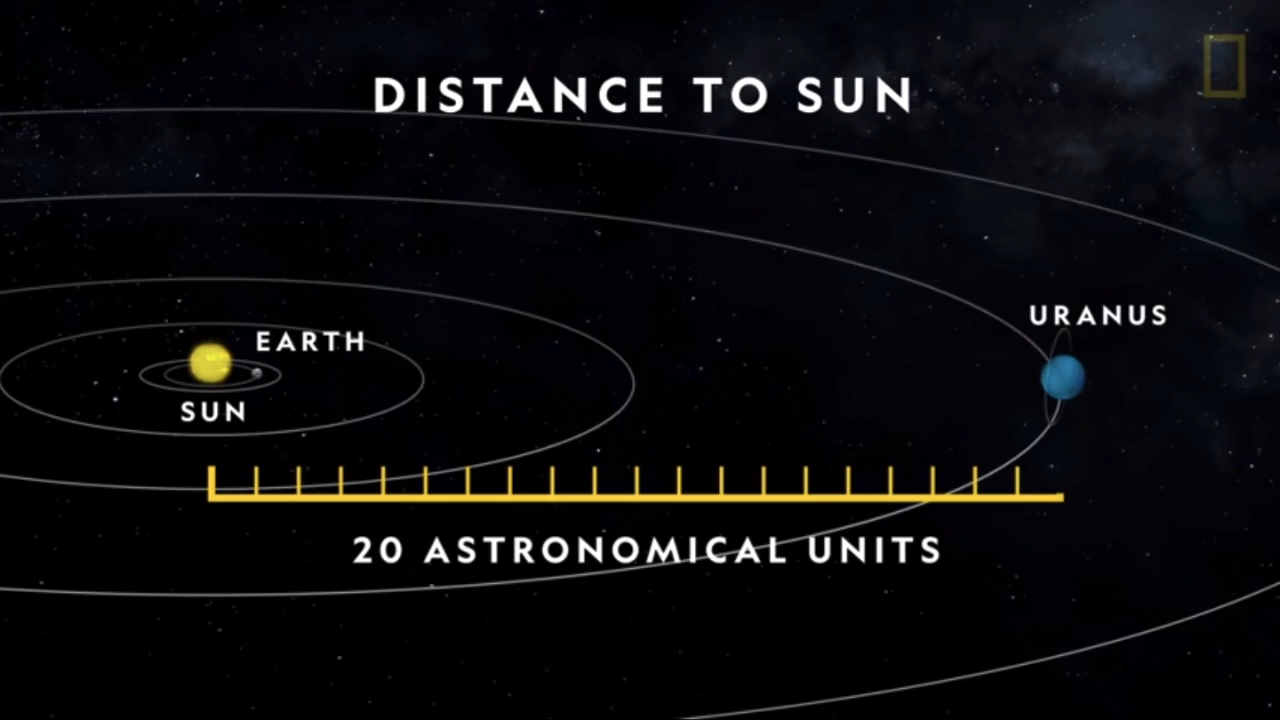 DISTANCE TO SUN
URANUS
EARTH
SUN
20 ASTRONOMICAL UNITS